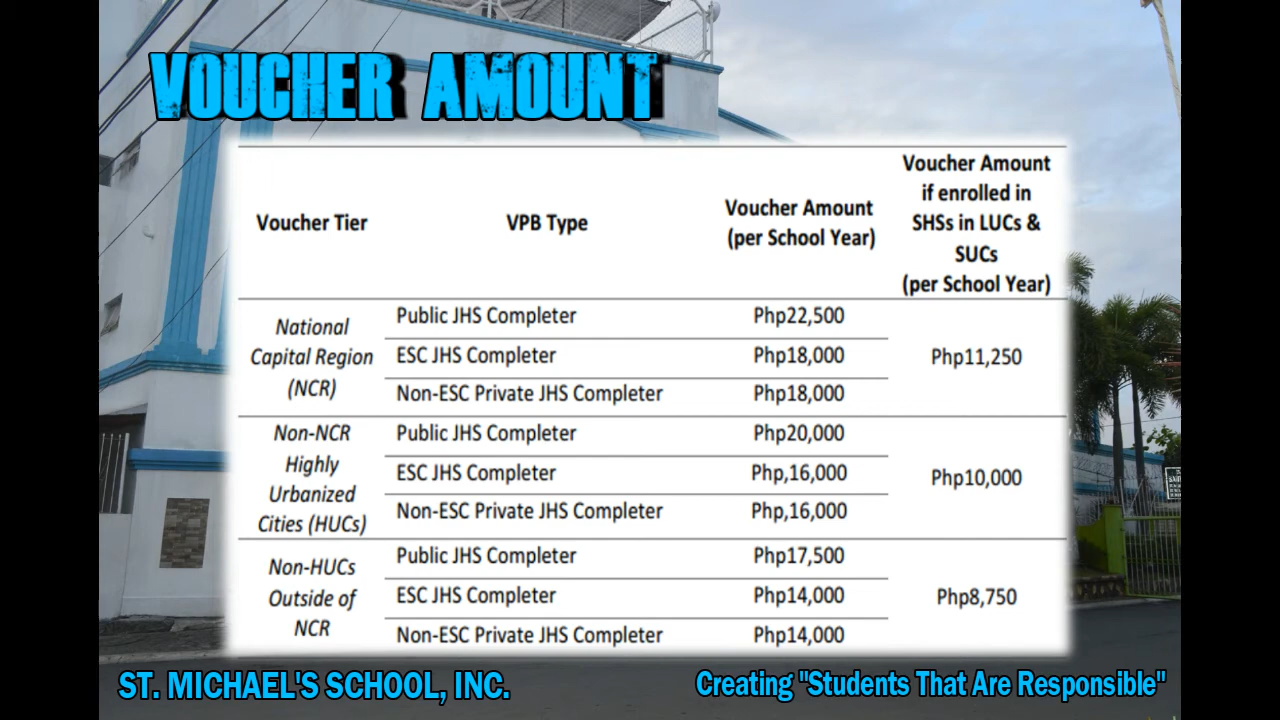 VOUCHER AMOUNT
Voucher Tier
VPB Type
Voucher Amount
(per School Year)
Voucher Amount
if enrolled in
SHSs in LUCs &
SUCs
(per School Year)
National
Capital Region
(NCR)
Public JHS Completer Php22,500
ESC JHS Completer Php18,000
Non-ESC Private JHS Completer Php18,000
Php11,250
Non-NCR
Highly
Urbanized
Cities (HUCs)
Public JHS Completer Php20,000
ESC JHS Completer Php,16,000
Non-ESC Private JHS Completer Php,16,000
Php10,000
Non-HUCs
Outside of
NCR
Public JHS Completer Php17,500
ESC JHS Completer Php14,000
Non-ESC Private JHS Completer Php14,000
Php8,750
ST. MICHAEL'S SCHOOL, INC.
Creating "Students That Are Responsible"